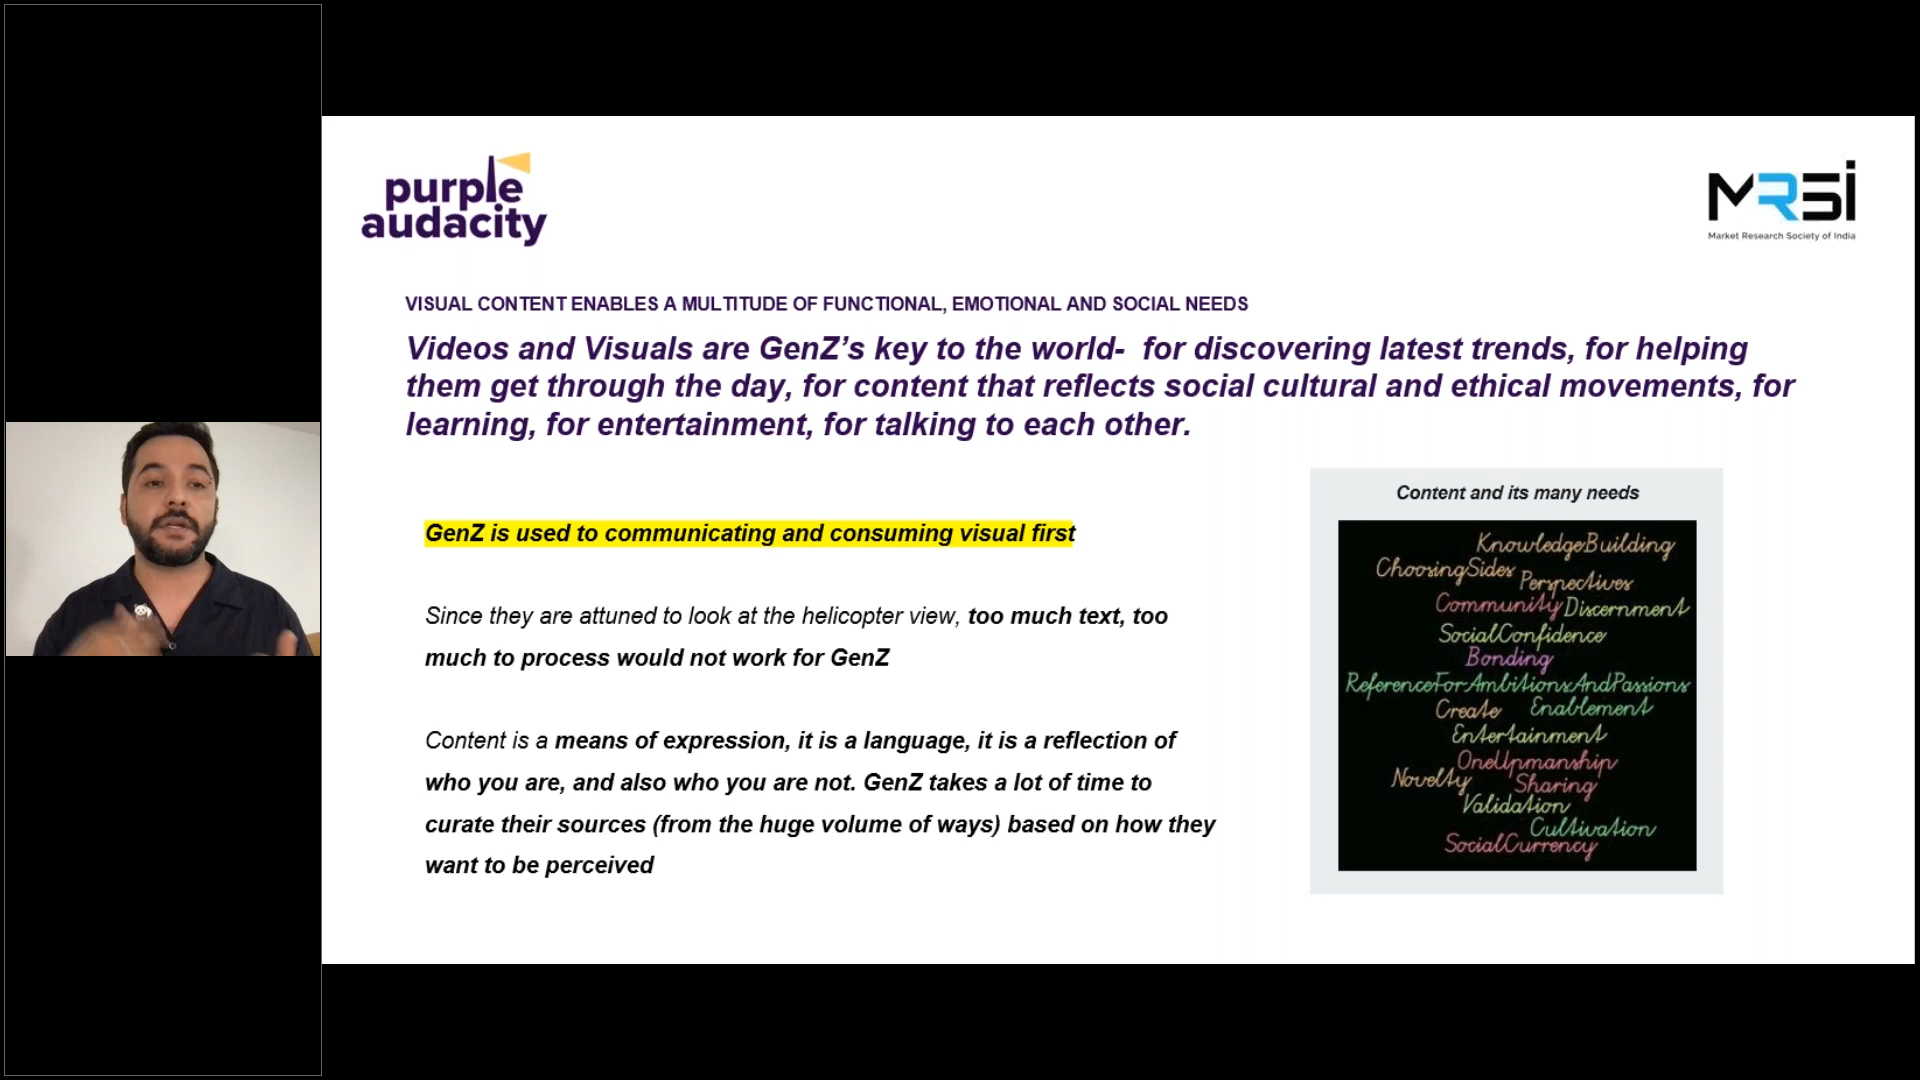 purple
audacity
MRSI
Market Research Society of India
VISUAL CONTENT ENABLES A MULTITUDE OF FUNCTIONAL, EMOTIONAL AND SOCIAL NEEDS
Videos and Visuals are GenZ’s key to the world-  for discovering latest trends, for helping
them get through the day, for content that reflects social cultural and ethical movements, for
learning, for entertainment, for talking to each other.
GenZ is used to communicating and consuming visual first
Since they are attuned to look at the helicopter view, too much text, too
much to process would not work for GenZ
Content is a means of expression, it is a language, it is a reflection of
who you are, and also who you are not. GenZ takes a lot of time to
curate their sources (from the huge volume of ways) based on how they
want to be perceived
Content and its many needs
KnowledgeBuilding
ChoosingSides
Perspectives
Community
Discernment
SocialConfidence
Bonding
ReferenceForAmbitionsAndPassions
Create
Enablement
Entertainment
OneUpmanship
Novelty
Sharing
Validation
Cultivation
SocialCurrency